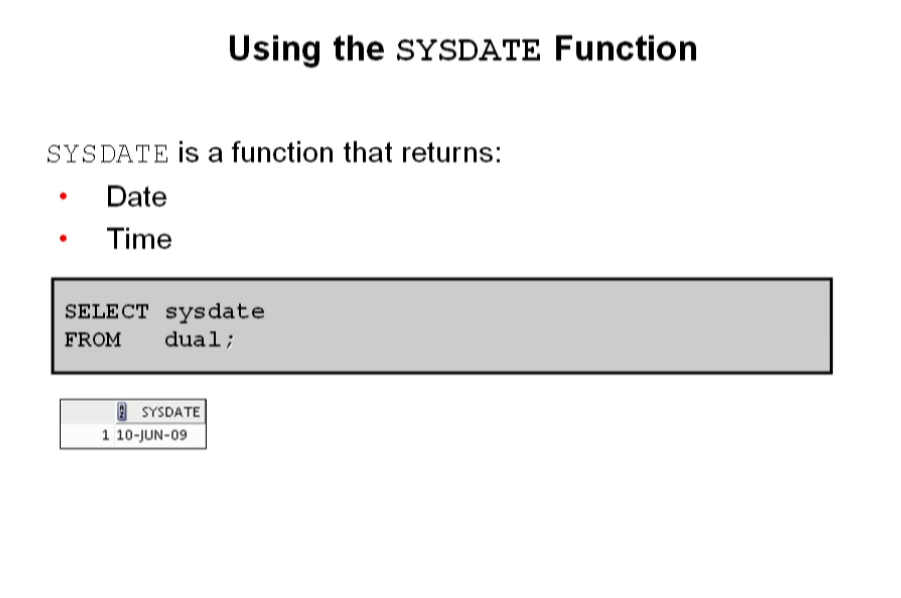 Using the SYSDATE Function
SYSDATE is a function that returns:
• Date
• Time
SELECT sysdate
FROM   dual;
SYSDATE
1 10-JUN-09